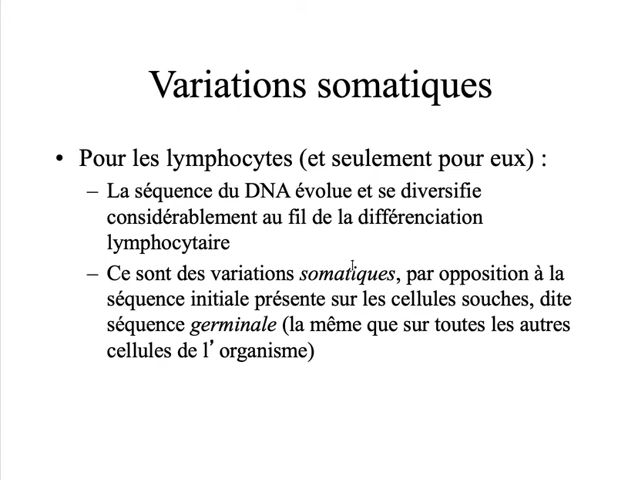 Variations somatiques
• Pour les lymphocytes (et seulement pour eux) :
– La séquence du DNA évolue et se diversifie
considérablement au fil de la différenciation
lymphocytaire
– Ce sont des variations somatiques, par opposition à la
séquence initiale présente sur les cellules souches, dite
séquence germinale (la même que sur toutes les autres
cellules de l’organisme)